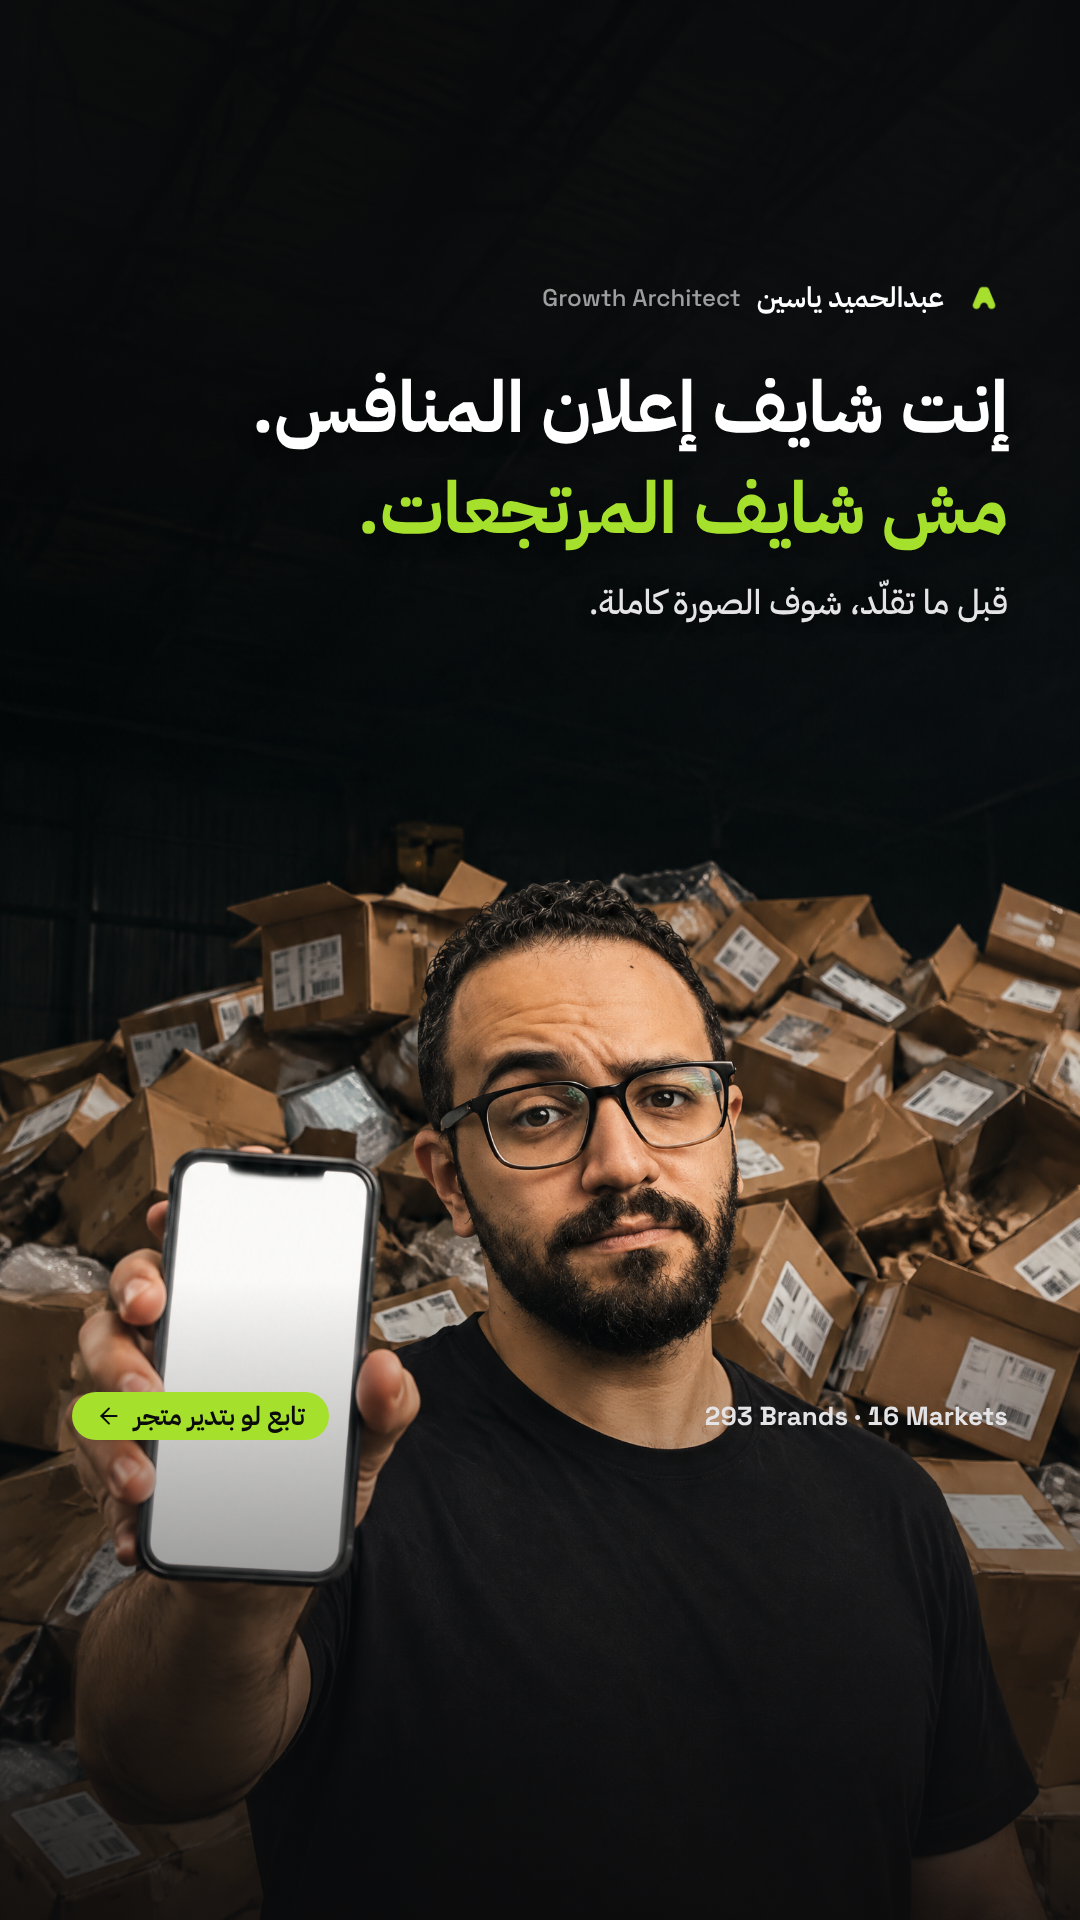 عبدالحميد ياسين Growth Architect
إنت شايف إعلان المنافس.
مش شايف المرتجعات.
قبل ما تقلّد، شوف الصورة كاملة.
293 Brands · 16 Markets
تابع لو بتدير متجر ←